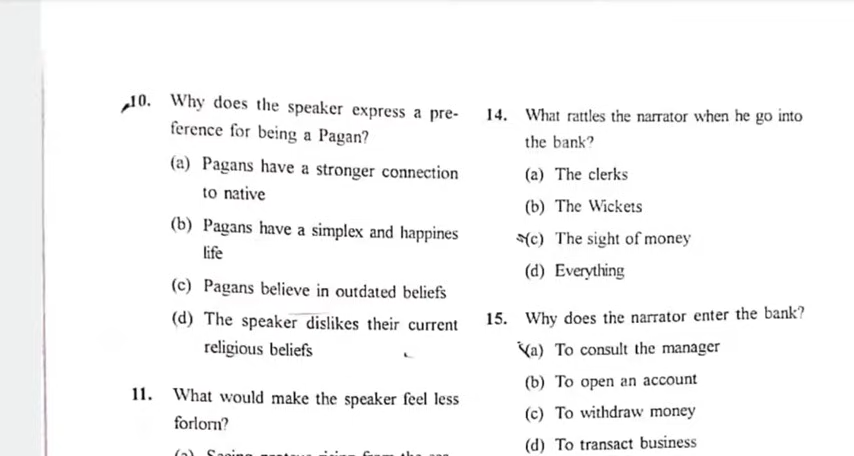 10. Why does the speaker express a pre-
ference for being a Pagan?
(a) Pagans have a stronger connection
to native
(b) Pagans have a simplex and happines
life
(c) Pagans believe in outdated beliefs
(d) The speaker dislikes their current
religious beliefs
11. What would make the speaker feel less
forlorn?
14. What rattles the narrator when he go into
the bank?
(a) The clerks
(b) The Wickets
(c) The sight of money
(d) Everything
15. Why does the narrator enter the bank?
(a) To consult the manager
(b) To open an account
(c) To withdraw money
(d) To transact business